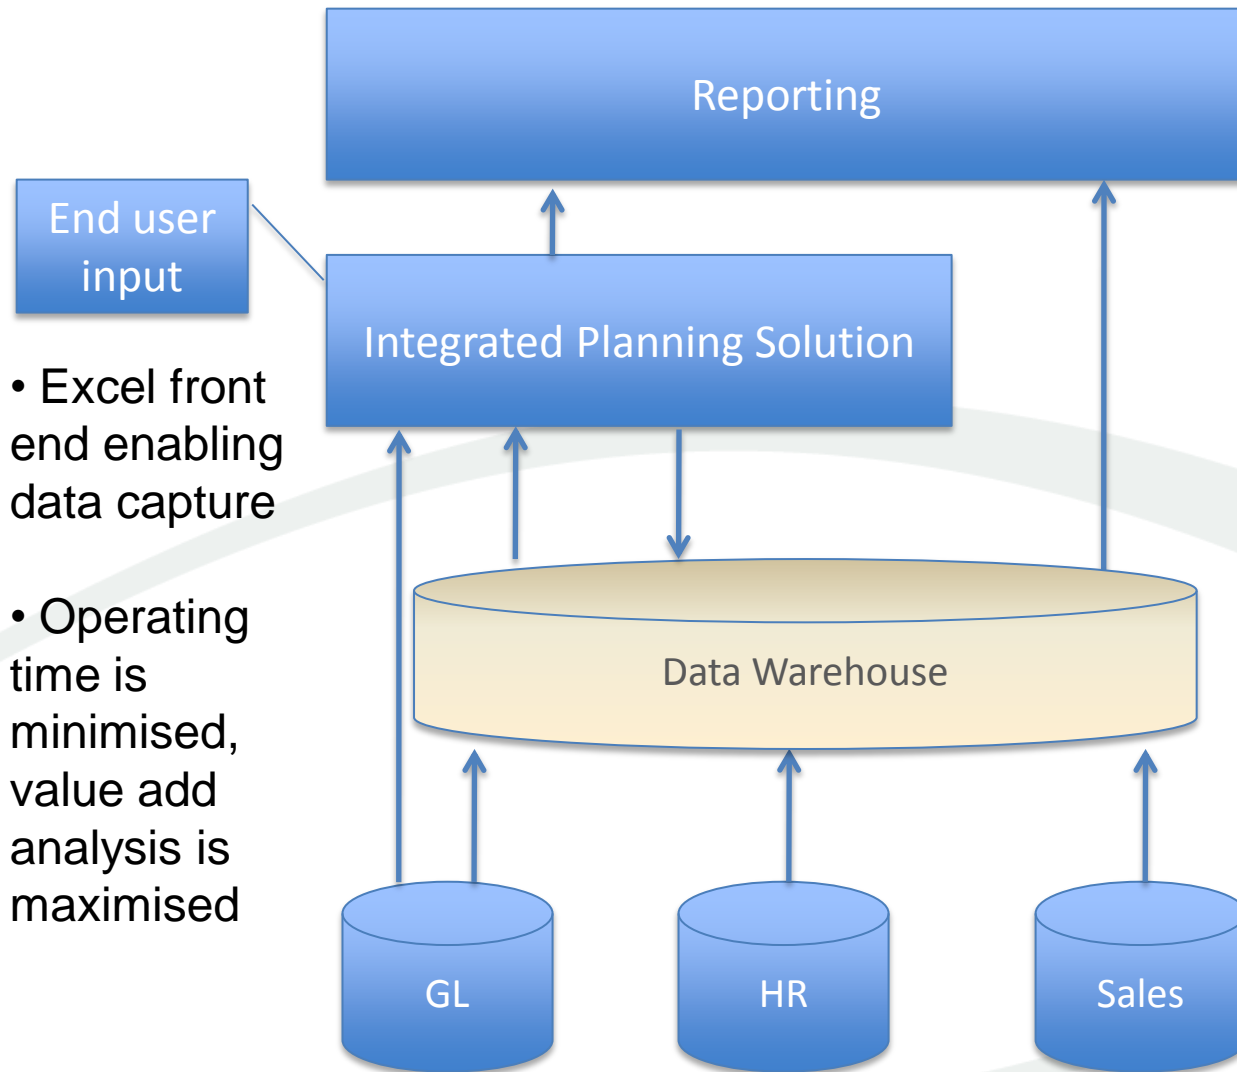 Reporting
End user
input
Integrated Planning Solution
• Excel front
end enabling
data capture
• Operating
time is
minimised,
value add
analysis is
maximised
Data Warehouse
GL
HR
Sales